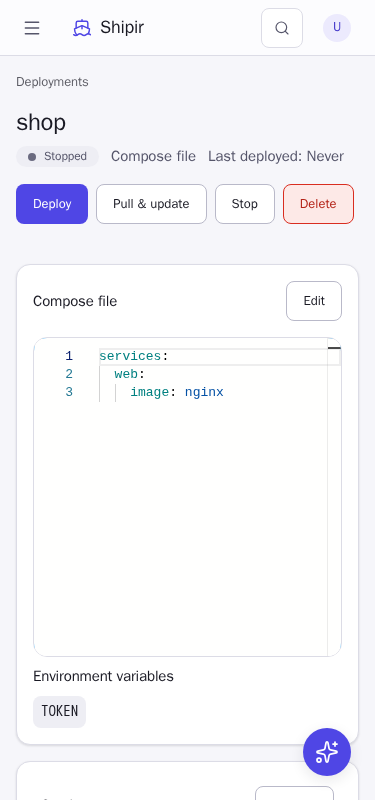 Shipir
U
Deployments
shop
Stopped Compose file Last deployed: Never
Deploy Pull & update Stop Delete
Compose file Edit
1 services:
2 web:
3 image: nginx
Environment variables
TOKEN